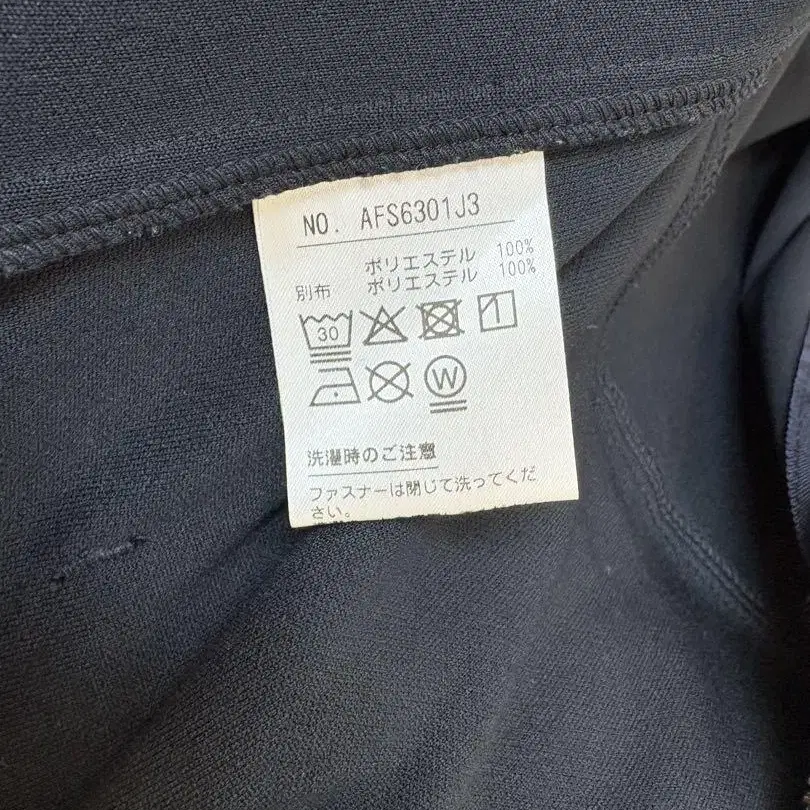 NO. AFS6301J3
ポリエステル 100%
別布 ポリエステル 100%
30
W
洗濯時のご注意
ファスナーは閉じて洗ってくだ
さい。